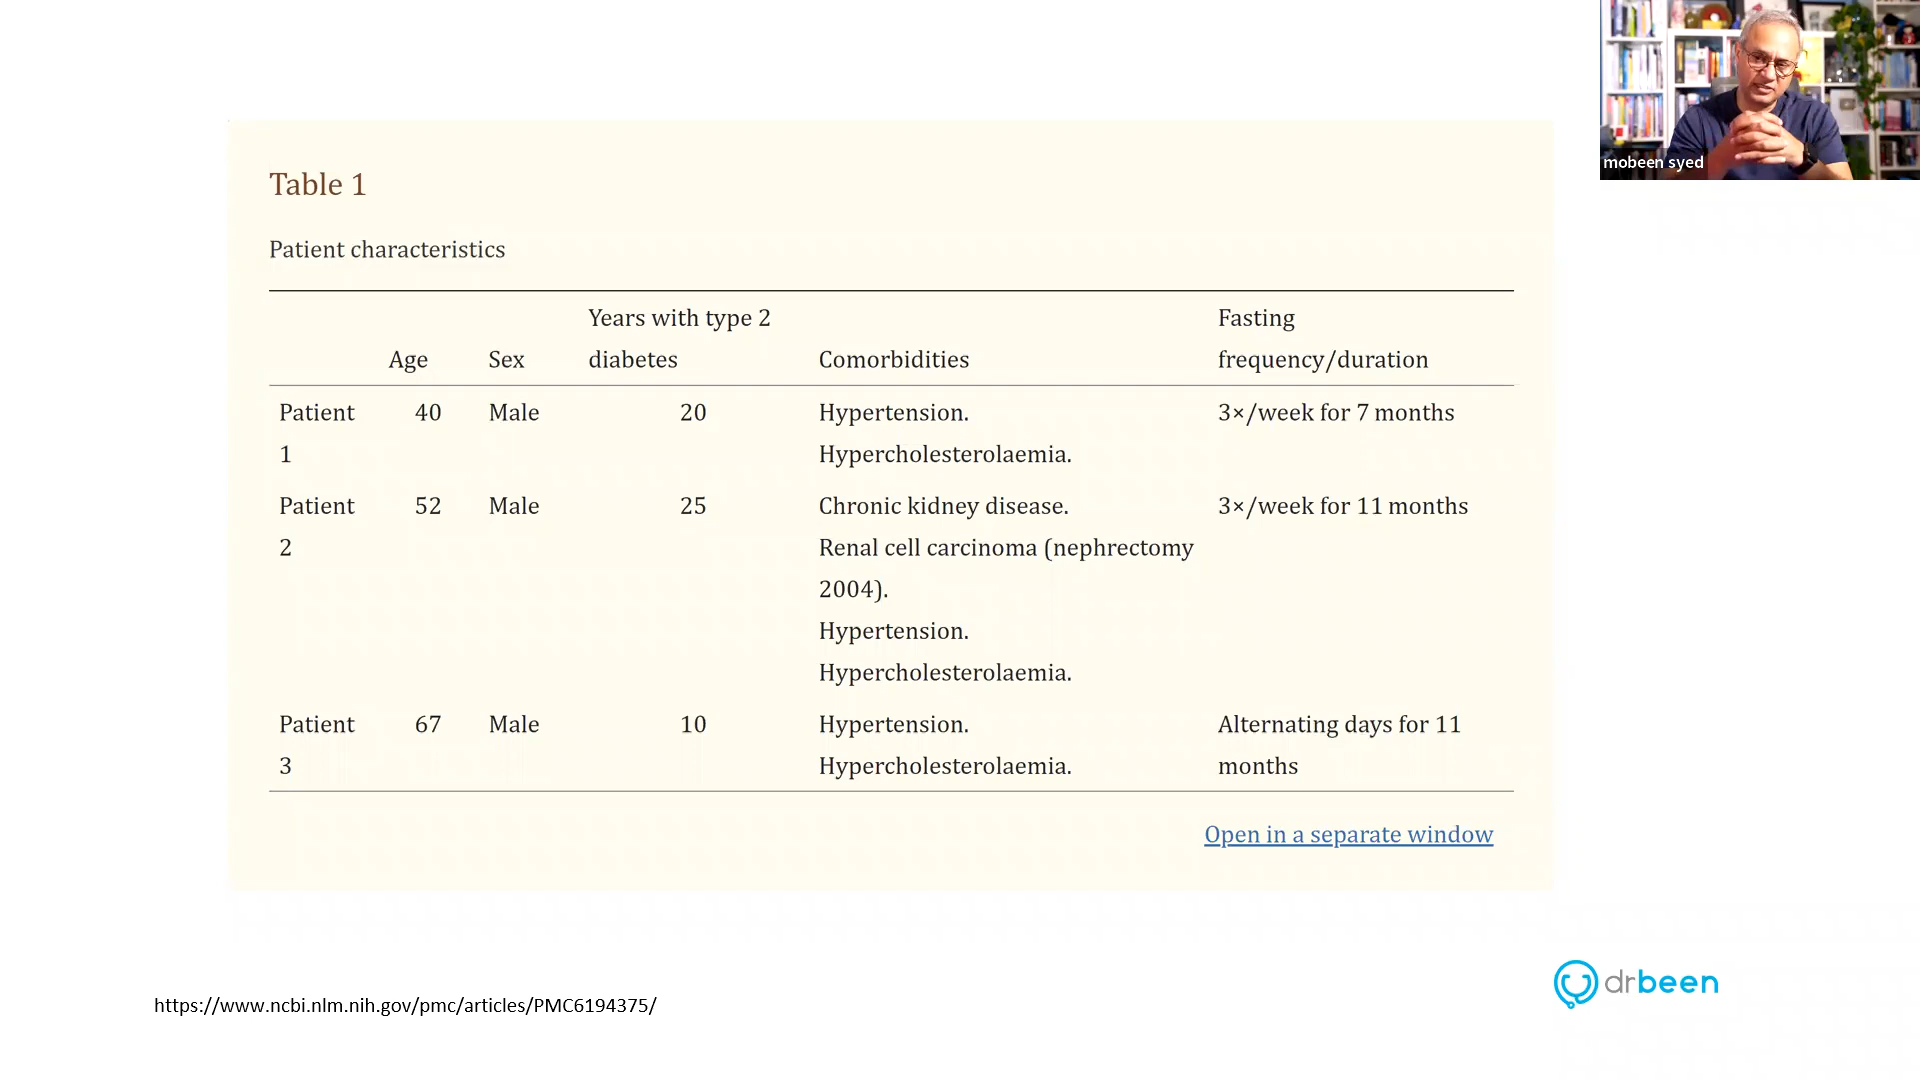 mobeen syed
Table 1
Patient characteristics
Years with type 2 Fasting
Age Sex diabetes Comorbidities frequency/duration
Patient 40 Male 20 Hypertension. 3×/week for 7 months
1 Hypercholesterolaemia.
Patient 52 Male 25 Chronic kidney disease. 3×/week for 11 months
2 Renal cell carcinoma (nephrectomy
2004).
Hypertension.
Hypercholesterolaemia.
Patient 67 Male 10 Hypertension. Alternating days for 11
3 Hypercholesterolaemia. months
Open in a separate window
drbeen
https://www.ncbi.nlm.nih.gov/pmc/articles/PMC6194375/